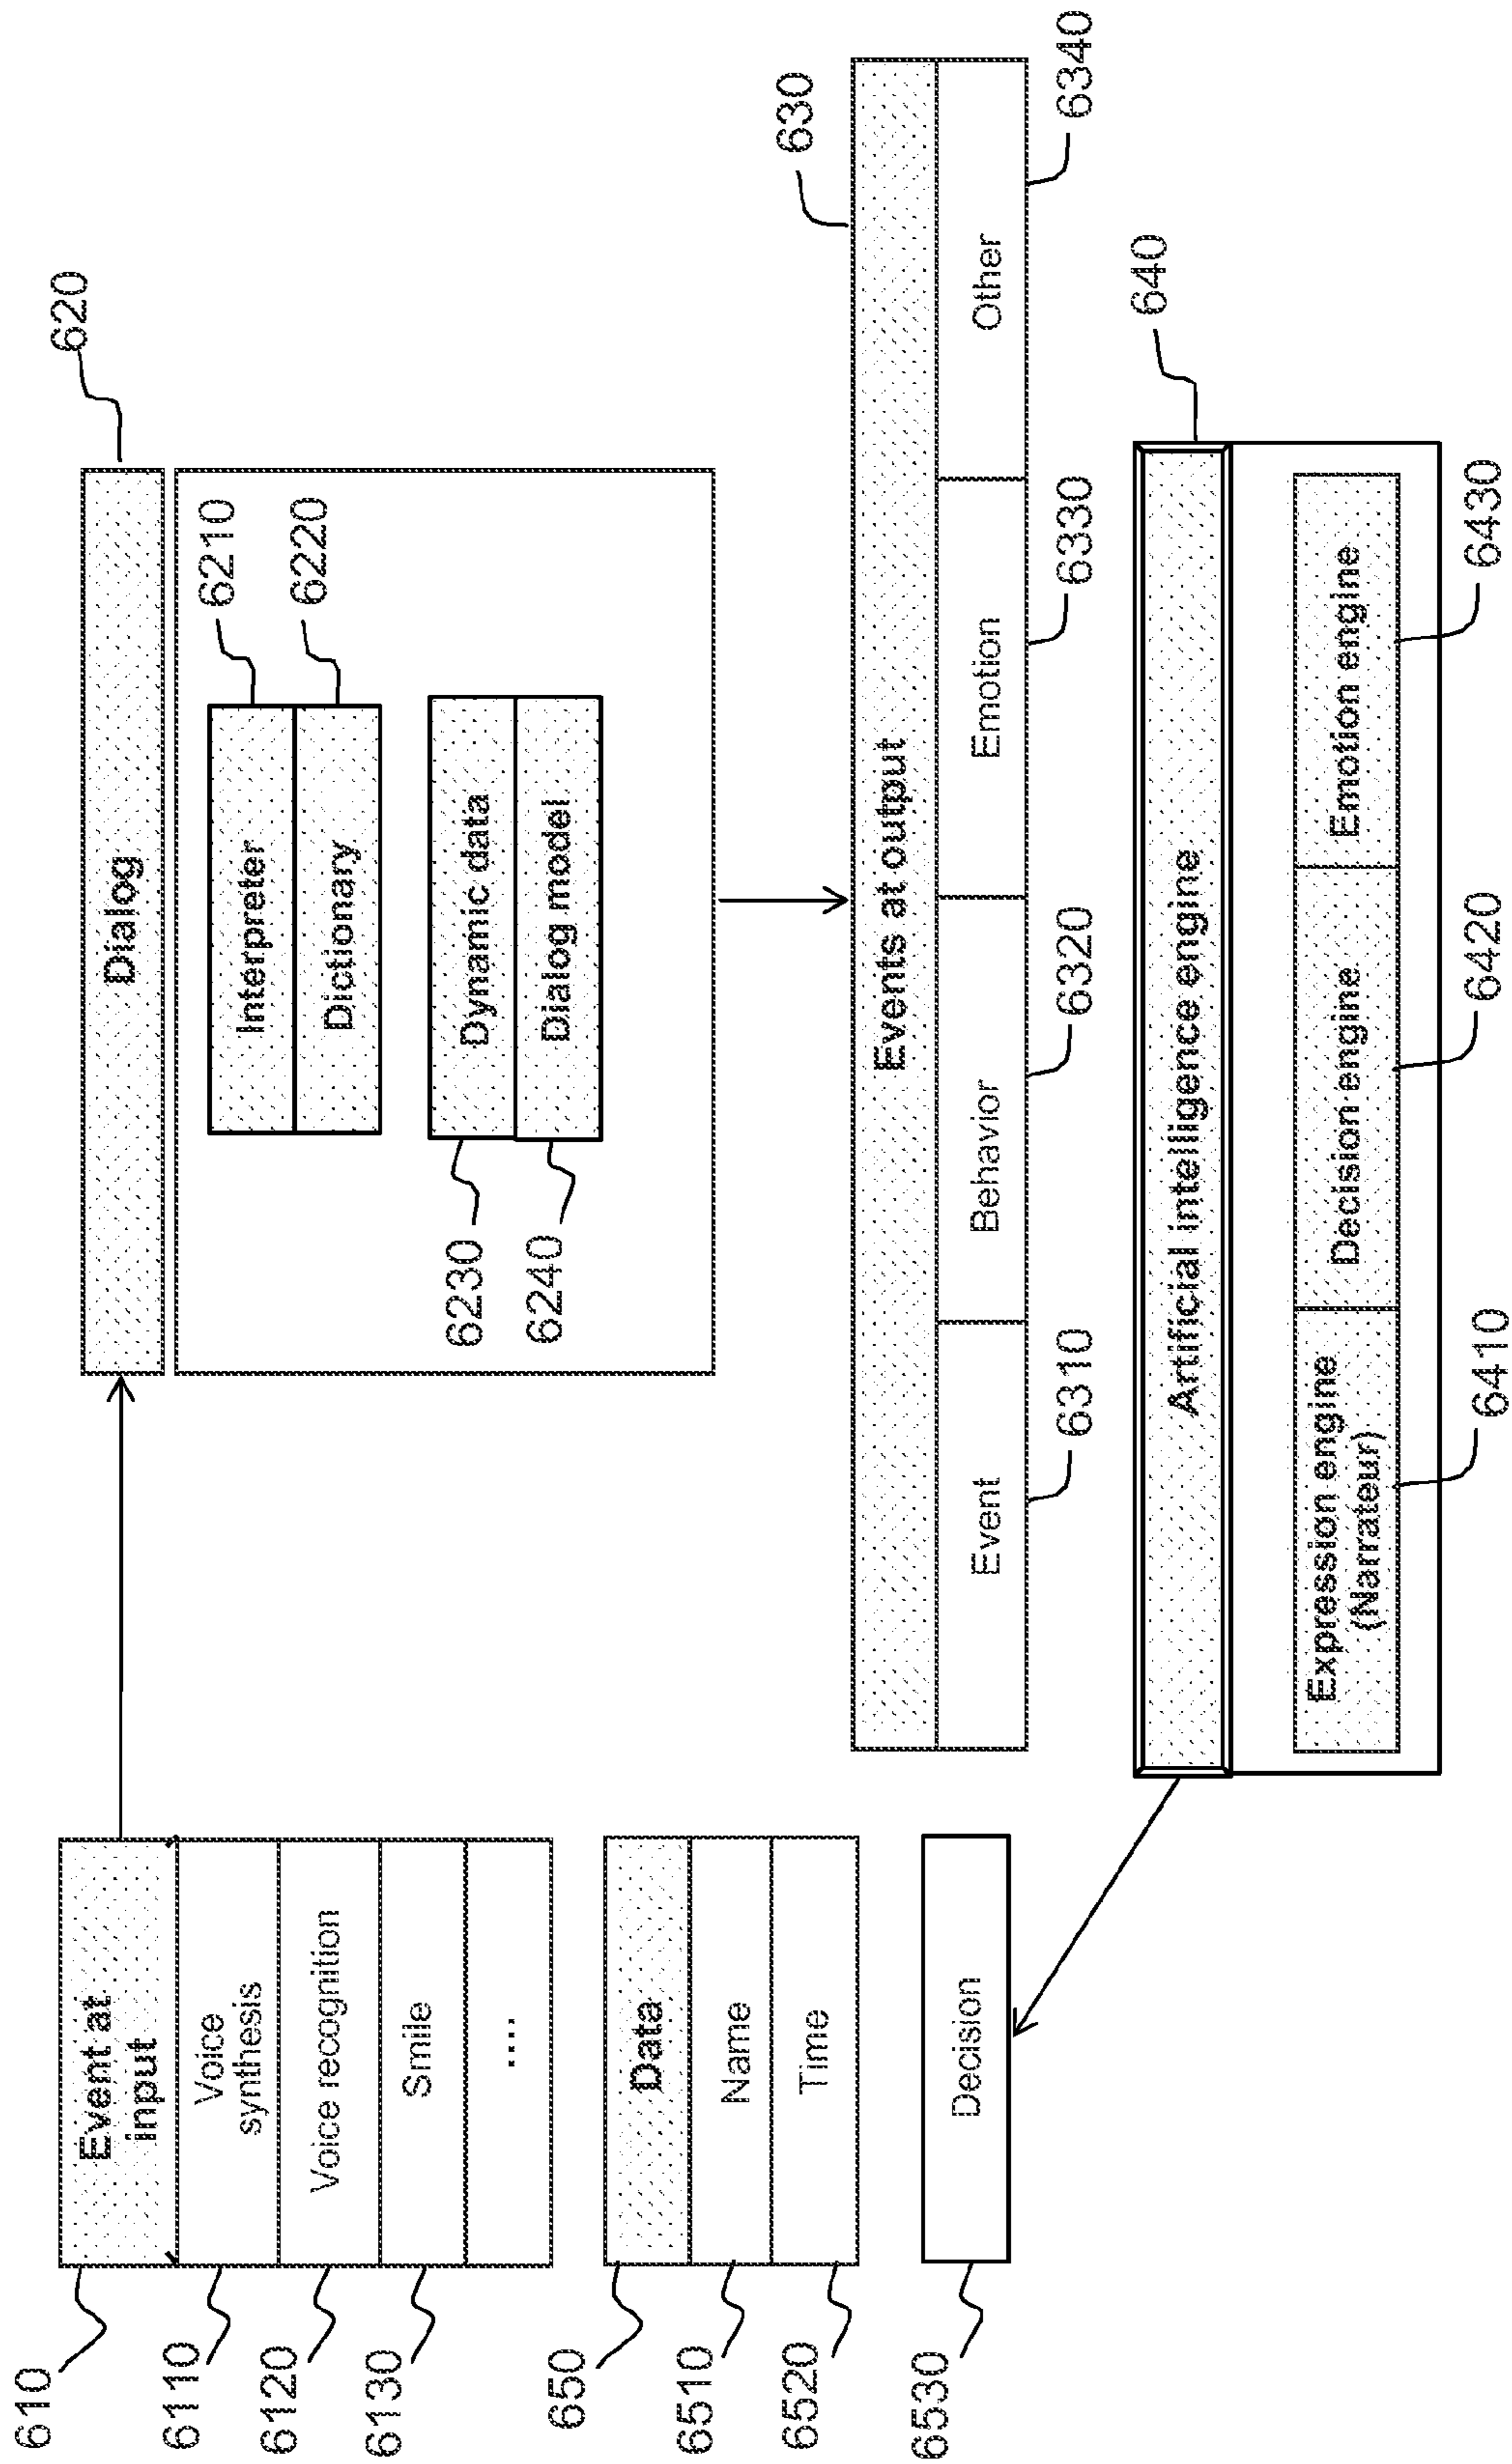 610
Event at
input
6110
Voice
synthesis
6120
Voice recognition
6130
Smile
....
650
Data
6510
Name
6520
Time
6530
Decision
620
Dialog
6210
Interpreter
6220
Dictionary
6230
Dynamic data
6240
Dialog model
630
Events at output
Event
Behavior
Emotion
Other
6310
6320
6330
6340
640
Artificial intelligence engine
Expression engine
(Narrateur)
Decision engine
Emotion engine
6410
6420
6430